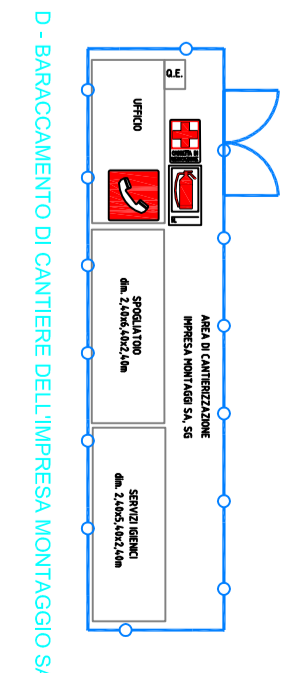 D - BARACCAMENTO DI CANTIERE DELL'IMPRESA MONTAGGIO SA
Q.E.
UFFICIO
SPOGLIATOIO
dim. 2,40x6,40x2,40m
AREA DI CANTIERIZZAZIONE
IMPRESA MONTAGGI SA, SG
SERVIZI IGIENICI
dim. 2,40x5,40x2,40m